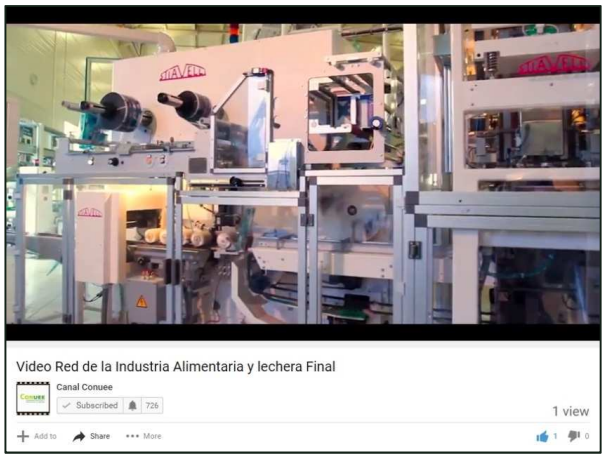 Video Red de la Industria Alimentaria y lechera Final
CONUEE
Canal Conuee
Subscribed 726
1 view
Add to Share More
1 0